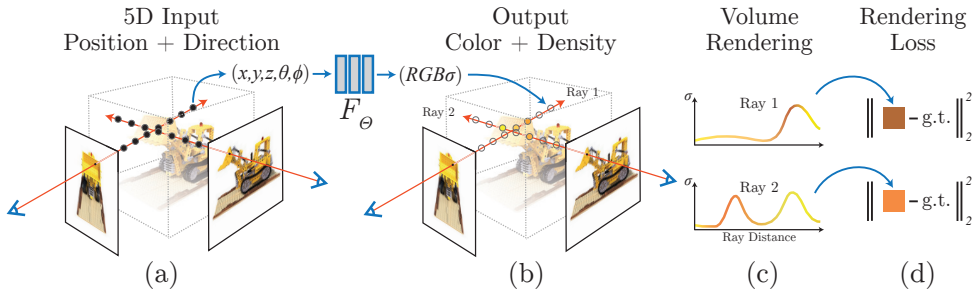 5D Input
Position + Direction
Output
Color + Density
Volume
Rendering
Rendering
Loss
(x,y,z,θ,ϕ)
F_Θ
(RGBσ)
Ray 1
Ray 2
σ
Ray 1
σ
Ray 2
Ray Distance
‖ - g.t. ‖²₂
‖ - g.t. ‖²₂
(a)
(b)
(c)
(d)